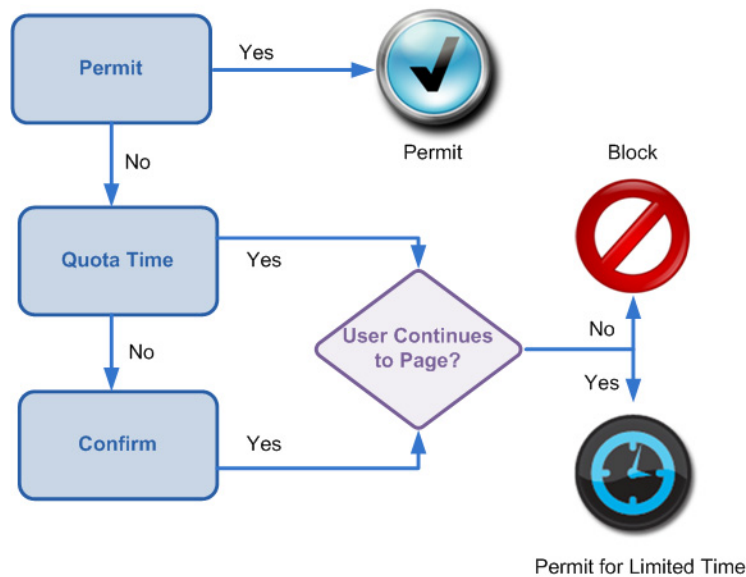 Permit
Yes
Permit
No
Block
Quota Time
Yes
User Continues
to Page?
No
No
Yes
Confirm
Yes
Permit for Limited Time